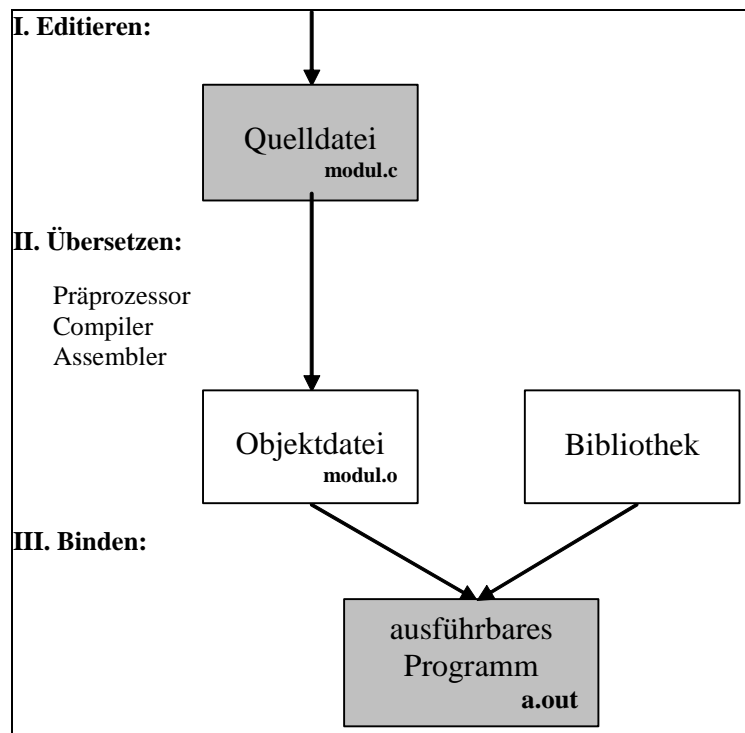 I. Editieren:
Quelldatei
modul.c
II. Übersetzen:
Präprozessor
Compiler
Assembler
Objektdatei
modul.o
Bibliothek
III. Binden:
ausführbares
Programm
a.out